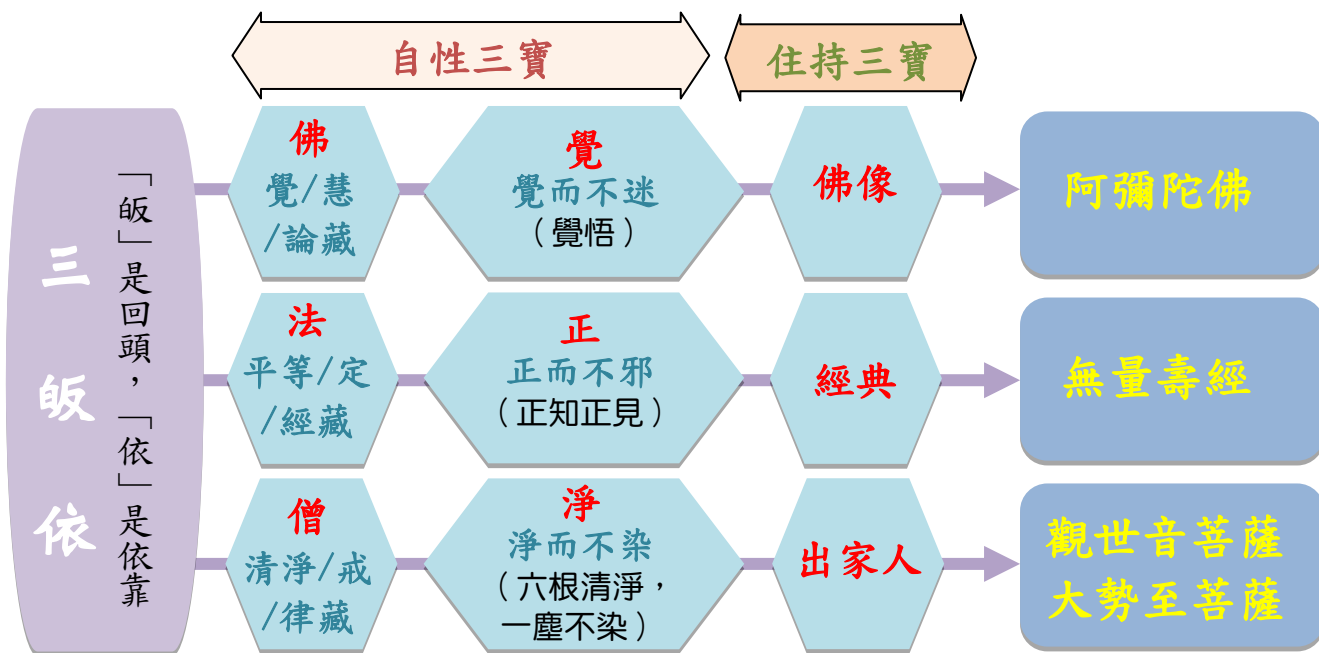 自性三寶
住持三寶
三皈依
「皈」是回頭，「依」是依靠
佛
覺/慧
/論藏
覺
覺而不迷
（覺悟）
佛像
阿彌陀佛
法
平等/定
/經藏
正
正而不邪
（正知正見）
經典
無量壽經
僧
清淨/戒
/律藏
淨
淨而不染
（六根清淨，
一塵不染）
出家人
觀世音菩薩
大勢至菩薩